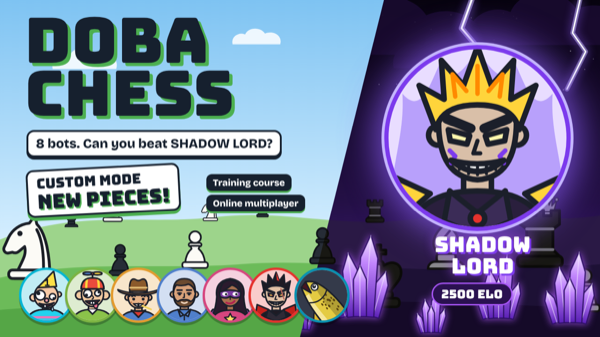 DOBA
CHESS
8 bots. Can you beat SHADOW LORD?
CUSTOM MODE
NEW PIECES!
Training course
Online multiplayer
SHADOW
LORD
2500 ELO